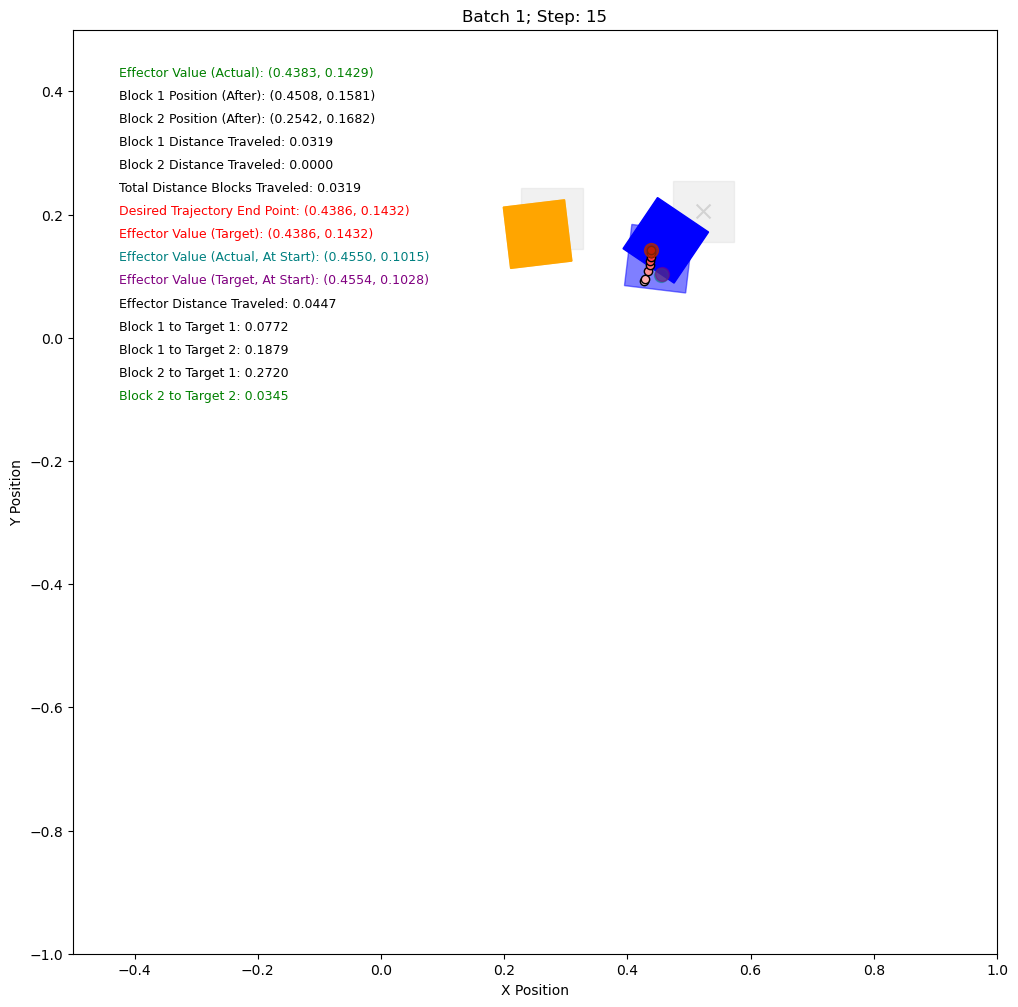 Batch 1; Step: 15
Effector Value (Actual): (0.4383, 0.1429)
Block 1 Position (After): (0.4508, 0.1581)
Block 2 Position (After): (0.2542, 0.1682)
Block 1 Distance Traveled: 0.0319
Block 2 Distance Traveled: 0.0000
Total Distance Blocks Traveled: 0.0319
Desired Trajectory End Point: (0.4386, 0.1432)
Effector Value (Target): (0.4386, 0.1432)
Effector Value (Actual, At Start): (0.4550, 0.1015)
Effector Value (Target, At Start): (0.4554, 0.1028)
Effector Distance Traveled: 0.0447
Block 1 to Target 1: 0.0772
Block 1 to Target 2: 0.1879
Block 2 to Target 1: 0.2720
Block 2 to Target 2: 0.0345
Y Position
0.4
0.2
0.0
−0.2
−0.4
−0.6
−0.8
−1.0
−0.4
−0.2
0.0
0.2
0.4
0.6
0.8
1.0
X Position